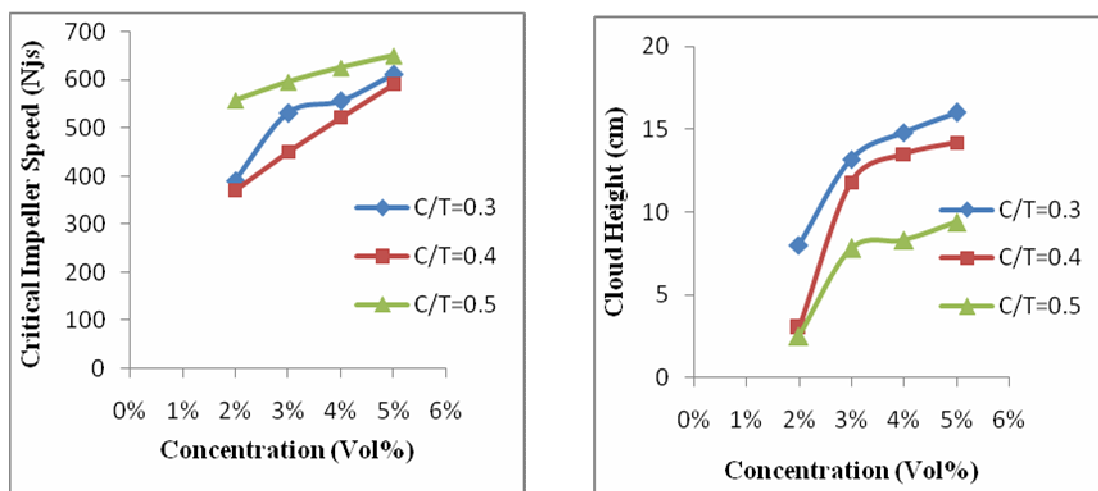 700
600
500
400
300
200
100
0
Critical Impeller Speed (Njs)
C/T=0.3
C/T=0.4
C/T=0.5
0% 1% 2% 3% 4% 5% 6%
Concentration (Vol%)
20
15
10
5
0
Cloud Height (cm)
C/T=0.3
C/T=0.4
C/T=0.5
0% 1% 2% 3% 4% 5% 6%
Concentration (Vol%)